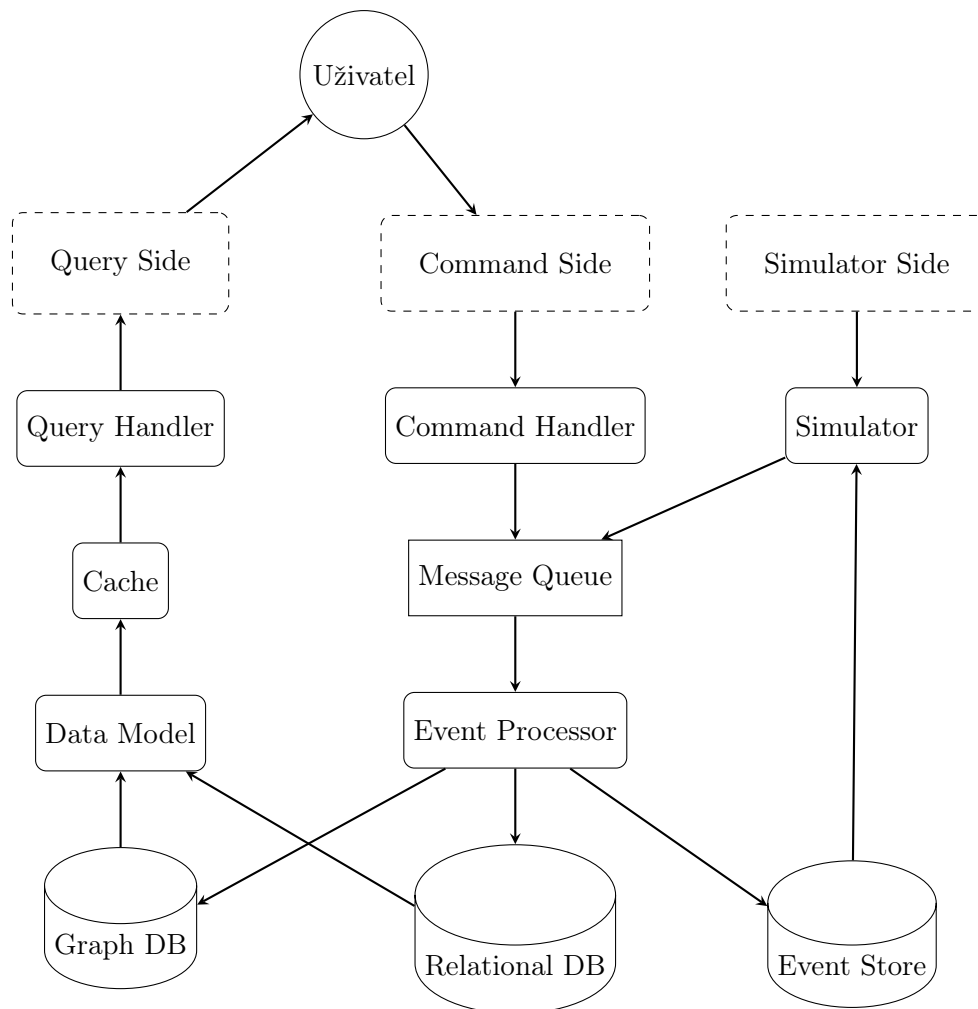 Uživatel
Query Side
Command Side
Simulator Side
Query Handler
Command Handler
Simulator
Cache
Message Queue
Data Model
Event Processor
Graph DB
Relational DB
Event Store